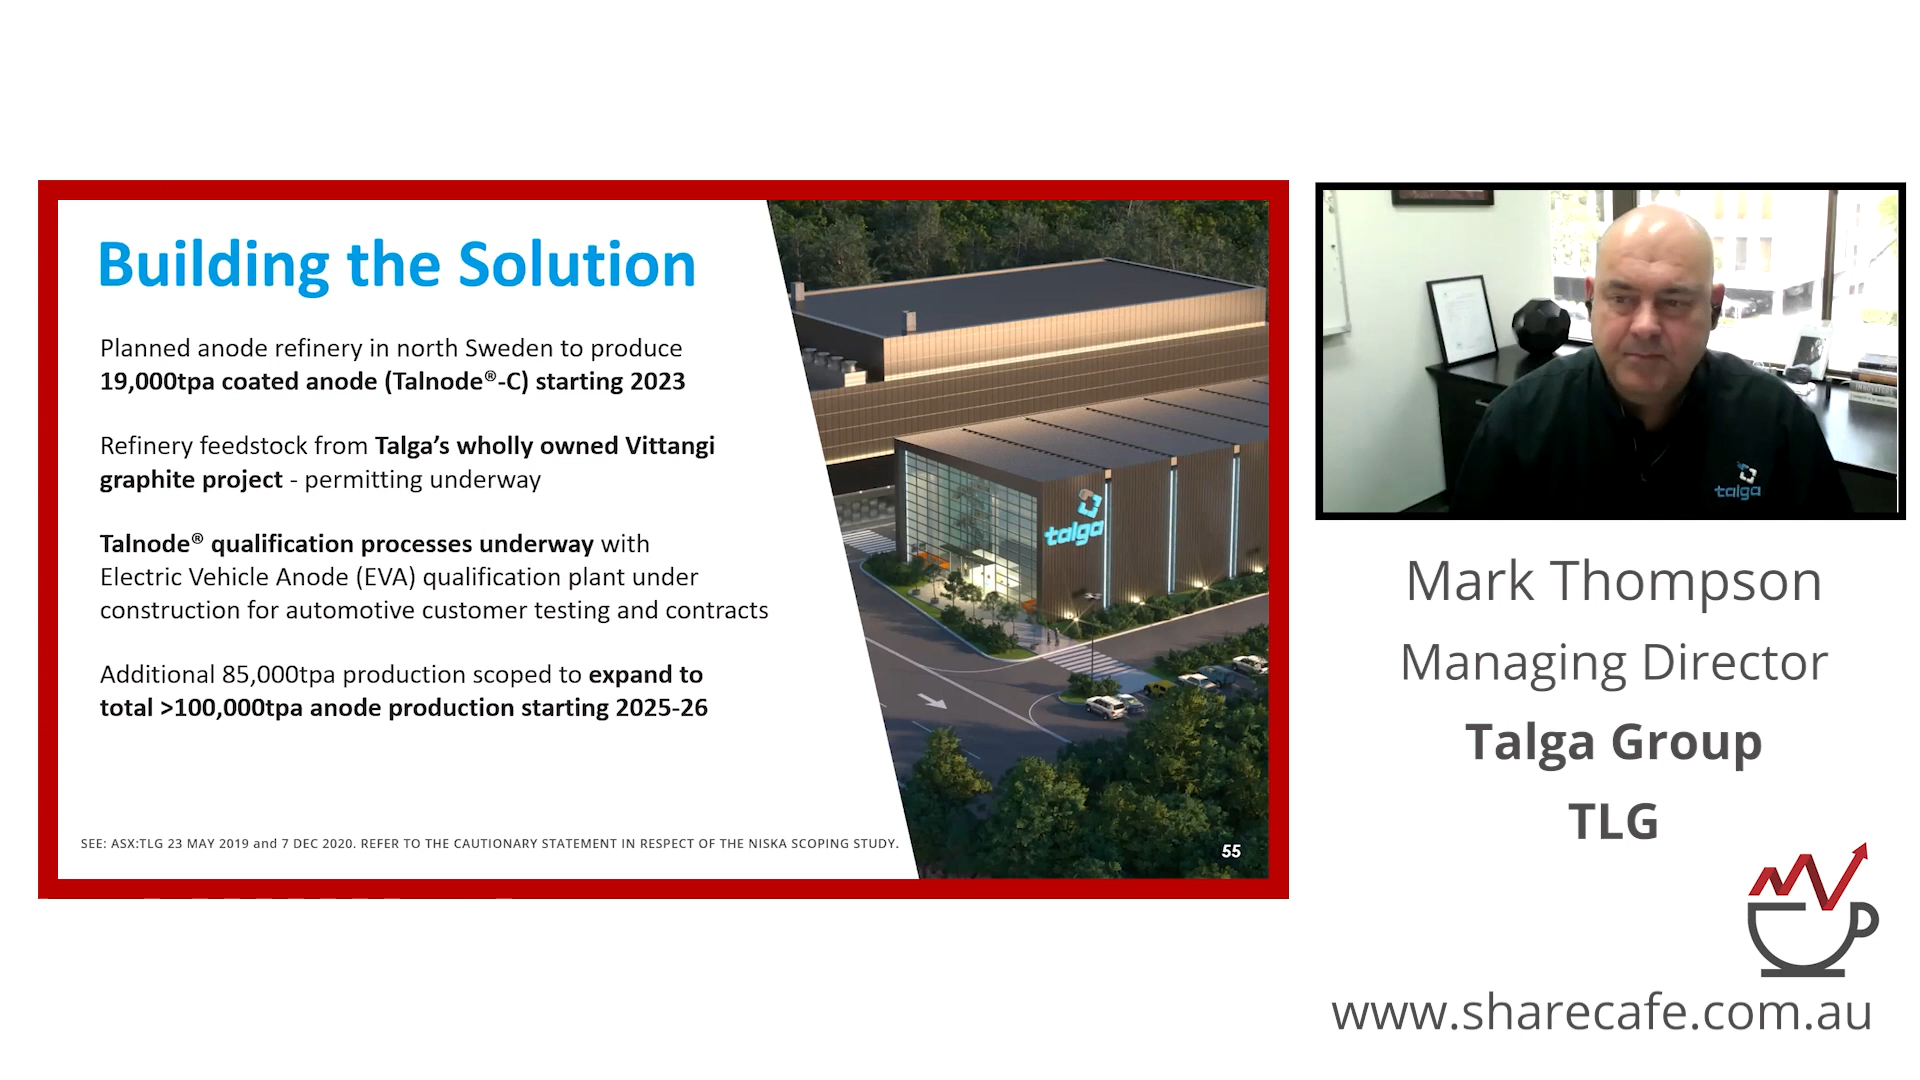 Building the Solution
Planned anode refinery in north Sweden to produce
19,000tpa coated anode (Talnode®-C) starting 2023
Refinery feedstock from Talga’s wholly owned Vittangi
graphite project - permitting underway
Talnode® qualification processes underway with
Electric Vehicle Anode (EVA) qualification plant under
construction for automotive customer testing and contracts
Additional 85,000tpa production scoped to expand to
total >100,000tpa anode production starting 2025-26
SEE: ASX:TLG 23 MAY 2019 and 7 DEC 2020. REFER TO THE CAUTIONARY STATEMENT IN RESPECT OF THE NISKA SCOPING STUDY.
talga
55
talga
Mark Thompson
Managing Director
Talga Group
TLG
www.sharecafe.com.au